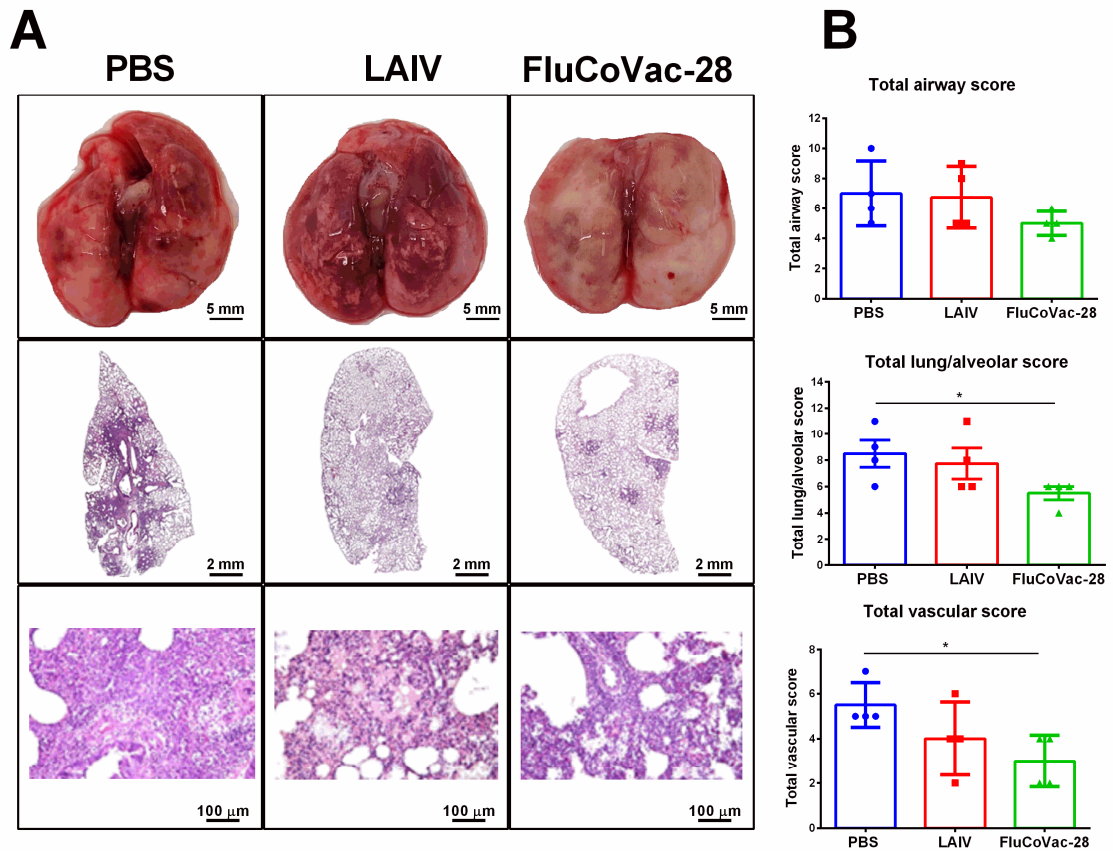 A
B
PBS
LAIV
FluCoVac-28
5 mm
5 mm
5 mm
2 mm
2 mm
2 mm
100 μm
100 μm
100 μm
Total airway score
Total airway score
12
10
8
6
4
2
0
PBS
LAIV
FluCoVac-28
Total lung/alveolar score
Total lung/alveolar score
14
12
10
8
6
4
2
0
*
PBS
LAIV
FluCoVac-28
Total vascular score
Total vascular score
8
6
4
2
0
*
PBS
LAIV
FluCoVac-28